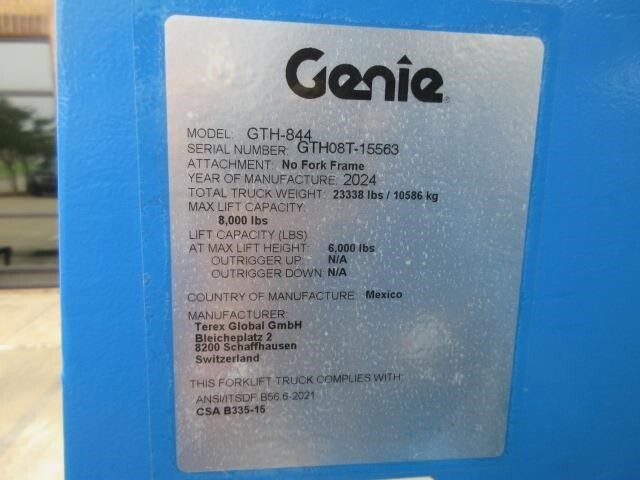 Genie
MODEL: GTH-844
SERIAL NUMBER: GTH08T-15563
ATTACHMENT: No Fork Frame
YEAR OF MANUFACTURE: 2024
TOTAL TRUCK WEIGHT: 23338 lbs / 10586 kg
MAX LIFT CAPACITY:
8,000 lbs
LIFT CAPACITY (LBS)
AT MAX LIFT HEIGHT: 6,000 lbs
OUTRIGGER UP: N/A
OUTRIGGER DOWN: N/A
COUNTRY OF MANUFACTURE: Mexico
MANUFACTURER:
Terex Global GmbH
Bleicheplatz 2
8200 Schaffhausen
Switzerland
THIS FORKLIFT TRUCK COMPLIES WITH:
ANSI/ITSDF B56.6-2021
CSA B335-15